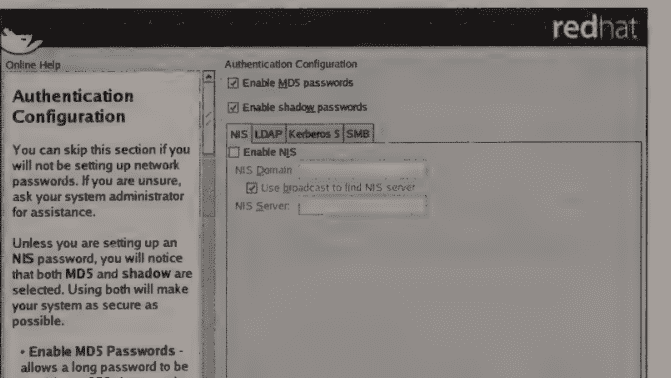 redhat
Online Help
Authentication
Configuration
You can skip this section if you
will not be setting up network
passwords. If you are unsure,
ask your system administrator
for assistance.
Unless you are setting up an
NIS password, you will notice
that both MD5 and shadow are
selected. Using both will make
your system as secure as
possible.
• Enable MD5 Passwords -
allows a long password to be
Authentication Configuration
Enable MD5 passwords
Enable shadow passwords
NIS LDAP Kerberos 5 SMB
Enable NIS
NIS Domain
Use broadcast to find NIS server
NIS Server: